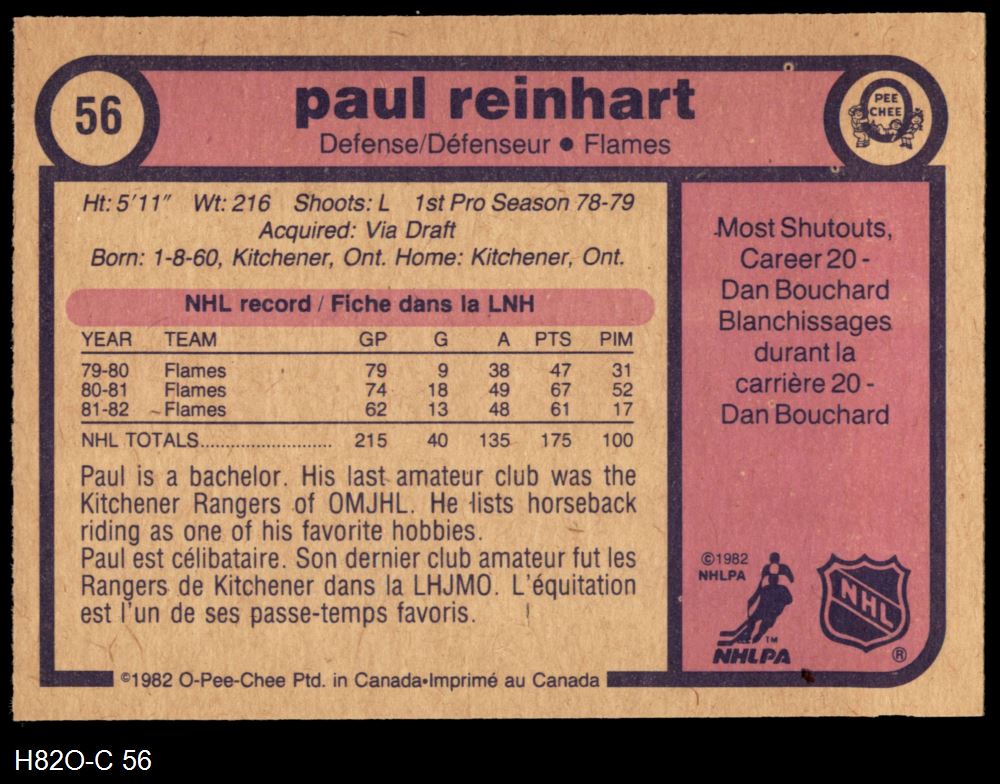 56
paul reinhart
Defense/Défenseur • Flames
PEE
CHEE
Ht: 5'11" Wt: 216 Shoots: L 1st Pro Season 78-79
Acquired: Via Draft
Born: 1-8-60, Kitchener, Ont. Home: Kitchener, Ont.
NHL record / Fiche dans la LNH
YEAR TEAM GP G A PTS PIM
79-80 Flames 79 9 38 47 31
80-81 Flames 74 18 49 67 52
81-82 Flames 62 13 48 61 17
NHL TOTALS........................ 215 40 135 175 100
Paul is a bachelor. His last amateur club was the
Kitchener Rangers of OMJHL. He lists horseback
riding as one of his favorite hobbies.
Paul est célibataire. Son dernier club amateur fut les
Rangers de Kitchener dans la LHJMO. L'équitation
est l'un de ses passe-temps favoris.
Most Shutouts,
Career 20 -
Dan Bouchard
Blanchissages
durant la
carrière 20 -
Dan Bouchard
©1982
NHLPA
TM
NHLPA
NHL
®
©1982 O-Pee-Chee Ptd. in Canada•Imprimé au Canada
H82O-C 56